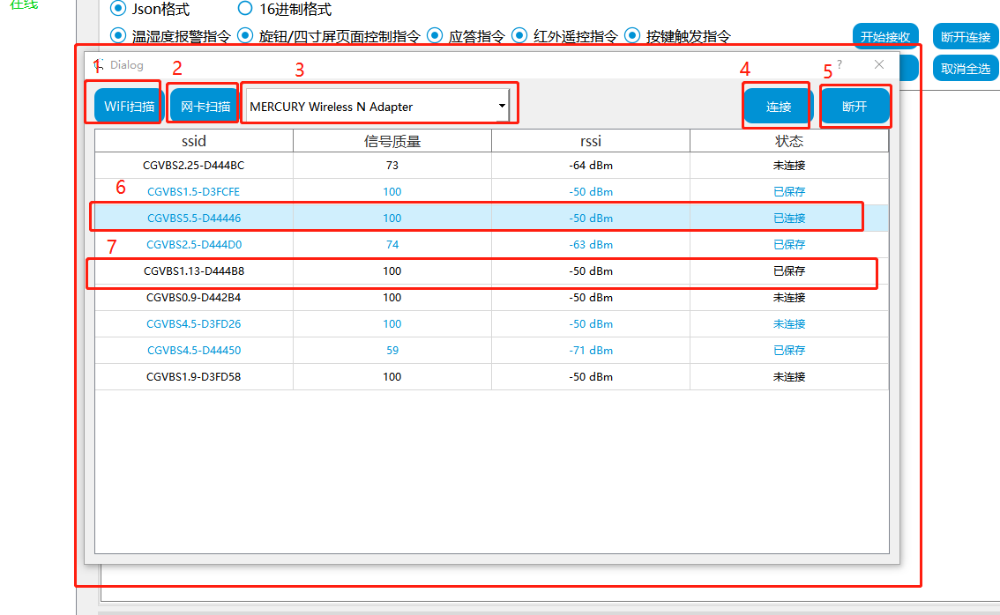 在线
Json格式 16进制格式
温湿度报警指令 旋钮/四寸屏页面控制指令 应答指令 红外遥控指令 按键触发指令 开始接收 断开连接
Dialog ? 取消全选
1 2 3 4 5
WiFi扫描 网卡扫描 MERCURY Wireless N Adapter 连接 断开
ssid 信号质量 rssi 状态
CGVBS2.25-D444BC 73 -64 dBm 未连接
6 CGVBS1.5-D3FCFE 100 -50 dBm 已保存
CGVBS5.5-D44446 100 -50 dBm 已连接
7 CGVBS2.5-D444D0 74 -63 dBm 已保存
CGVBS1.13-D444B8 100 -50 dBm 已保存
CGVBS0.9-D442B4 100 -50 dBm 未连接
CGVBS4.5-D3FD26 100 -50 dBm 未连接
CGVBS4.5-D44450 59 -71 dBm 已保存
CGVBS1.9-D3FD58 100 -50 dBm 未连接